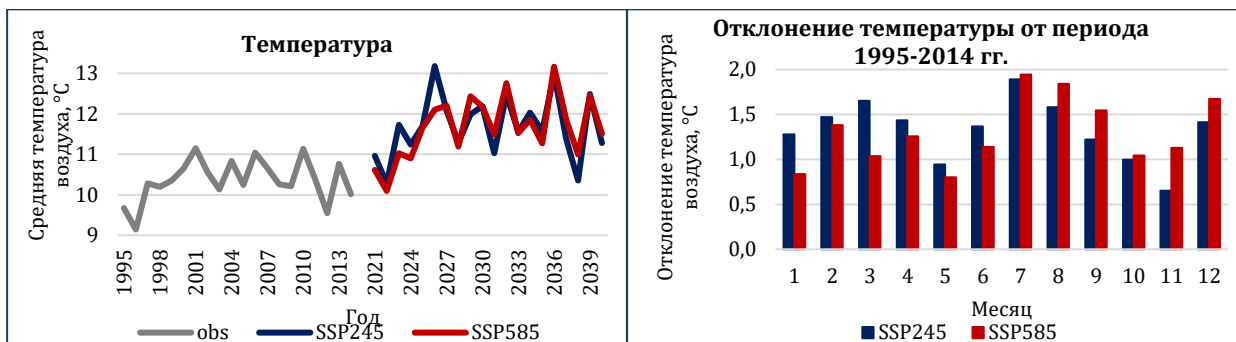 Температура
Средняя температура
воздуха, °C
13
12
11
10
9
1995
1998
2001
2004
2007
2010
2013
2021
2024
2027
2030
2033
2036
2039
Год
obs
SSP245
SSP585
Отклонение температуры от периода
1995-2014 гг.
Отклонение температура
воздуха, °C
2,0
1,5
1,0
0,5
0,0
1 2 3 4 5 6 7 8 9 10 11 12
Месяц
SSP245
SSP585